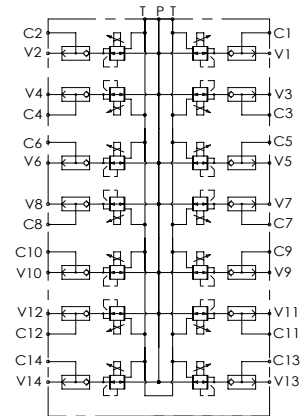 T P T
C2 C1
V2 V1
V4 V3
C4 C3
C6 C5
V6 V5
V8 V7
C8 C7
C10 C9
V10 V9
V12 V11
C12 C11
C14 C13
V14 V13